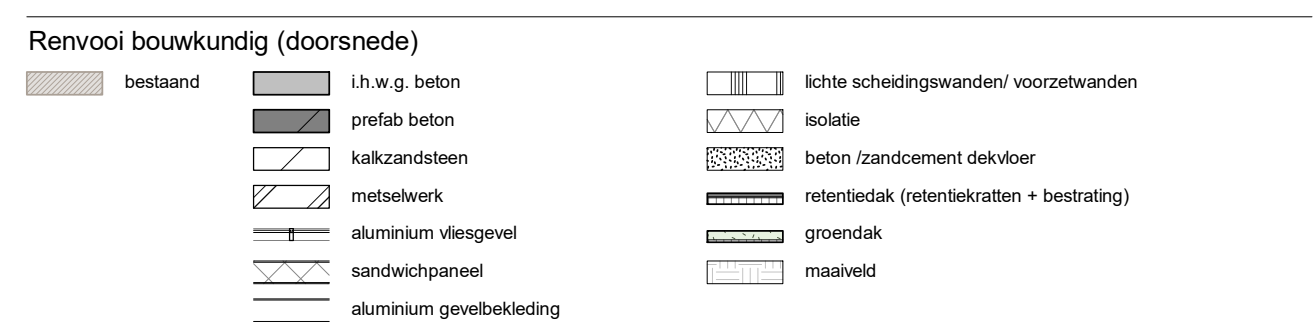 Renvooi bouwkundig (doorsnede)
bestaand
i.h.w.g. beton
prefab beton
kalkzandsteen
metselwerk
aluminium vliesgevel
sandwichpaneel
aluminium gevelbekleding
lichte scheidingswanden/ voorzetwanden
isolatie
beton /zandcement dekvloer
retentiedak (retentiekratten + bestrating)
groendak
maaiveld